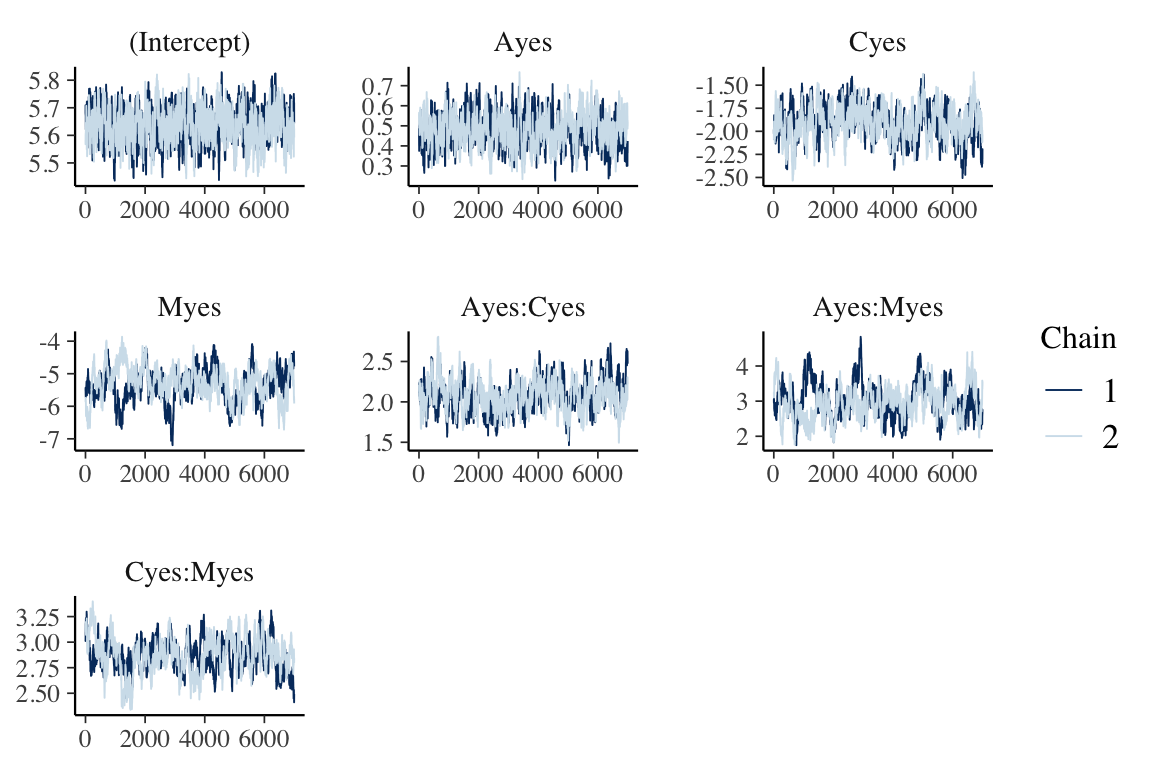 (Intercept) Ayes Cyes
5.8 0.7 -1.50
5.7 0.6 -1.75
5.6 0.5 -2.00
5.5 0.4 -2.25
0.3 -2.50
0 2000 4000 6000 0 2000 4000 6000 0 2000 4000 6000
Myes Ayes:Cyes Ayes:Myes
-4 2.5 4
-5 2.0 3
-6 1.5 2
-7
0 2000 4000 6000 0 2000 4000 6000 0 2000 4000 6000
Chain
1
2
Cyes:Myes
3.25
3.00
2.75
2.50
0 2000 4000 6000